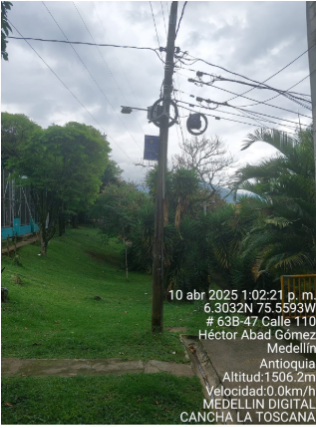 10 abr 2025 1:02:21 p. m.
6.3032N 75.5593W
# 63B-47 Calle 110
Héctor Abad Gómez
Medellín
Antioquia
Altitud:1506.2m
Velocidad:0.0km/h
MEDELLIN DIGITAL
CANCHA LA TOSCANA